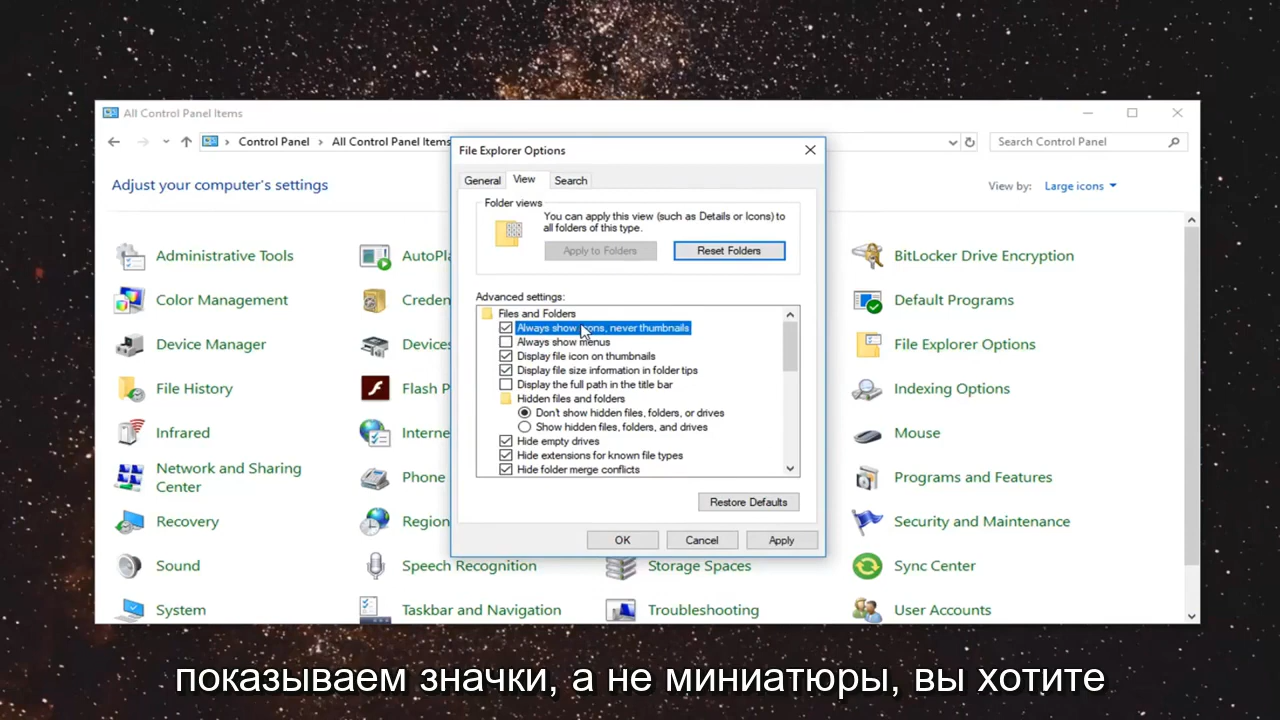 All Control Panel Items
Control Panel > All Control Panel Items
Search Control Panel
Adjust your computer's settings
View by: Large icons
Administrative Tools
AutoPla
BitLocker Drive Encryption
Color Management
Creden
Default Programs
Device Manager
Devices
File Explorer Options
File History
Flash P
Indexing Options
Infrared
Interne
Mouse
Network and Sharing
Center
Phone
Programs and Features
Recovery
Region
Security and Maintenance
Sound
Speech Recognition
Storage Spaces
Sync Center
System
Taskbar and Navigation
Troubleshooting
User Accounts
File Explorer Options
General View Search
Folder views
You can apply this view (such as Details or Icons) to
all folders of this type.
Apply to Folders Reset Folders
Advanced settings:
Files and Folders
Always show icons, never thumbnails
Always show menus
Display file icon on thumbnails
Display file size information in folder tips
Display the full path in the title bar
Hidden files and folders
Don't show hidden files, folders, or drives
Show hidden files, folders, and drives
Hide empty drives
Hide extensions for known file types
Hide folder merge conflicts
Restore Defaults
OK Cancel Apply
показываем значки, а не миниатюры, вы хотите